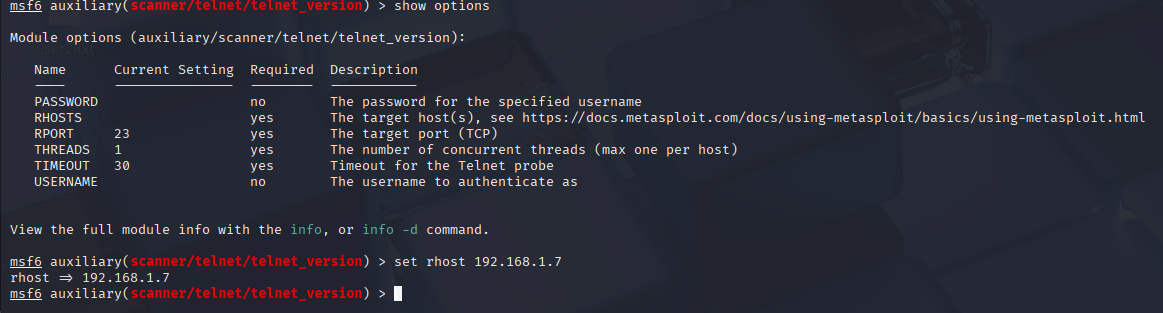 msf6 auxiliary(scanner/telnet/telnet_version) > show options
Module options (auxiliary/scanner/telnet/telnet_version):
Name Current Setting Required Description
---- --------------- -------- -----------
PASSWORD no The password for the specified username
RHOSTS yes The target host(s), see https://docs.metasploit.com/docs/using-metasploit/basics/using-metasploit.html
RPORT 23 yes The target port (TCP)
THREADS 1 yes The number of concurrent threads (max one per host)
TIMEOUT 30 yes Timeout for the Telnet probe
USERNAME no The username to authenticate as
View the full module info with the info, or info -d command.
msf6 auxiliary(scanner/telnet/telnet_version) > set rhost 192.168.1.7
rhost => 192.168.1.7
msf6 auxiliary(scanner/telnet/telnet_version) >